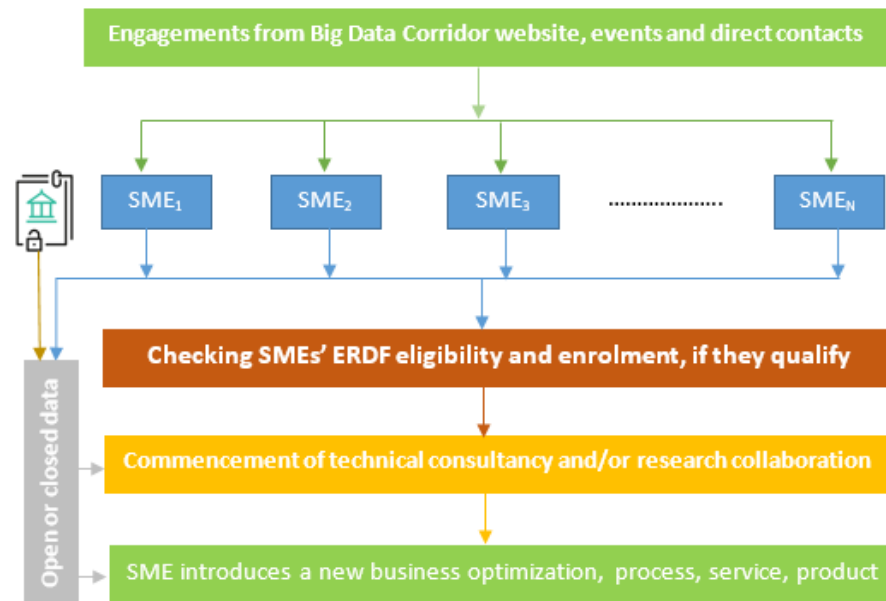 Engagements from Big Data Corridor website, events and direct contacts
SME₁ SME₂ SME₃ ..................... SME_N
Checking SMEs’ ERDF eligibility and enrolment, if they qualify
Open or closed data
Commencement of technical consultancy and/or research collaboration
SME introduces a new business optimization, process, service, product